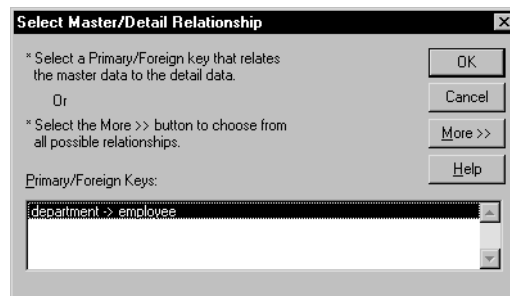 Select Master/Detail Relationship
* Select a Primary/Foreign key that relates
the master data to the detail data.
Or
* Select the More >> button to choose from
all possible relationships.
Primary/Foreign Keys:
department -> employee
OK
Cancel
More >>
Help